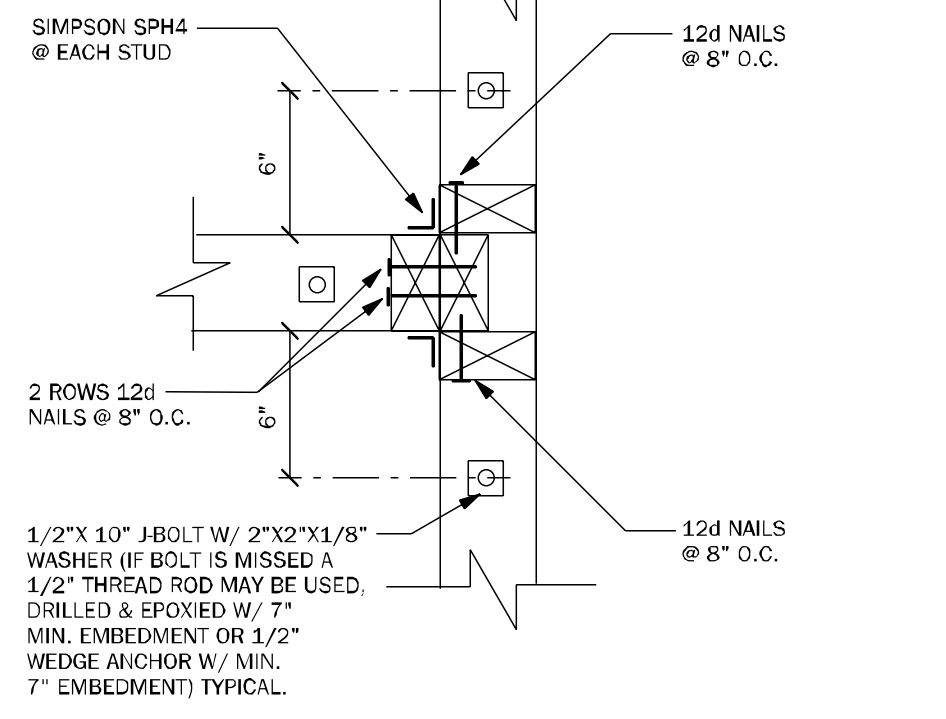 SIMPSON SPH4
@ EACH STUD
12d NAILS
@ 8" O.C.
6"
2 ROWS 12d
NAILS @ 8" O.C.
6"
1/2"X 10" J-BOLT W/ 2"X2"X1/8"
WASHER (IF BOLT IS MISSED A
1/2" THREAD ROD MAY BE USED,
DRILLED & EPOXIED W/ 7"
MIN. EMBEDMENT OR 1/2"
WEDGE ANCHOR W/ MIN.
7" EMBEDMENT) TYPICAL.
12d NAILS
@ 8" O.C.